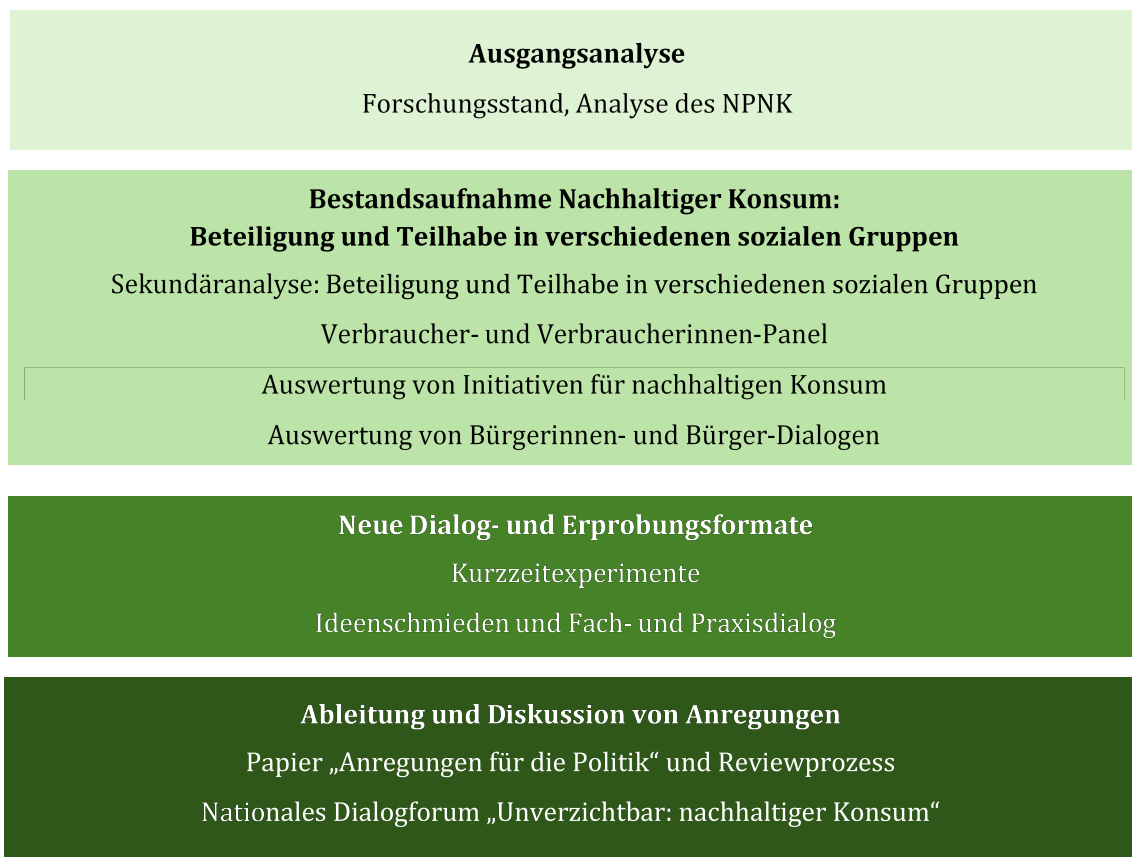 Ausgangsanalyse
Forschungsstand, Analyse des NPNK
Bestandsaufnahme Nachhaltiger Konsum:
Beteiligung und Teilhabe in verschiedenen sozialen Gruppen
Sekundäranalyse: Beteiligung und Teilhabe in verschiedenen sozialen Gruppen
Verbraucher- und Verbraucherinnen-Panel
Auswertung von Initiativen für nachhaltigen Konsum
Auswertung von Bürgerinnen- und Bürger-Dialogen
Neue Dialog- und Erprobungsformate
Kurzzeitexperimente
Ideenschmieden und Fach- und Praxisdialog
Ableitung und Diskussion von Anregungen
Papier „Anregungen für die Politik“ und Reviewprozess
Nationales Dialogforum „Unverzichtbar: nachhaltiger Konsum“